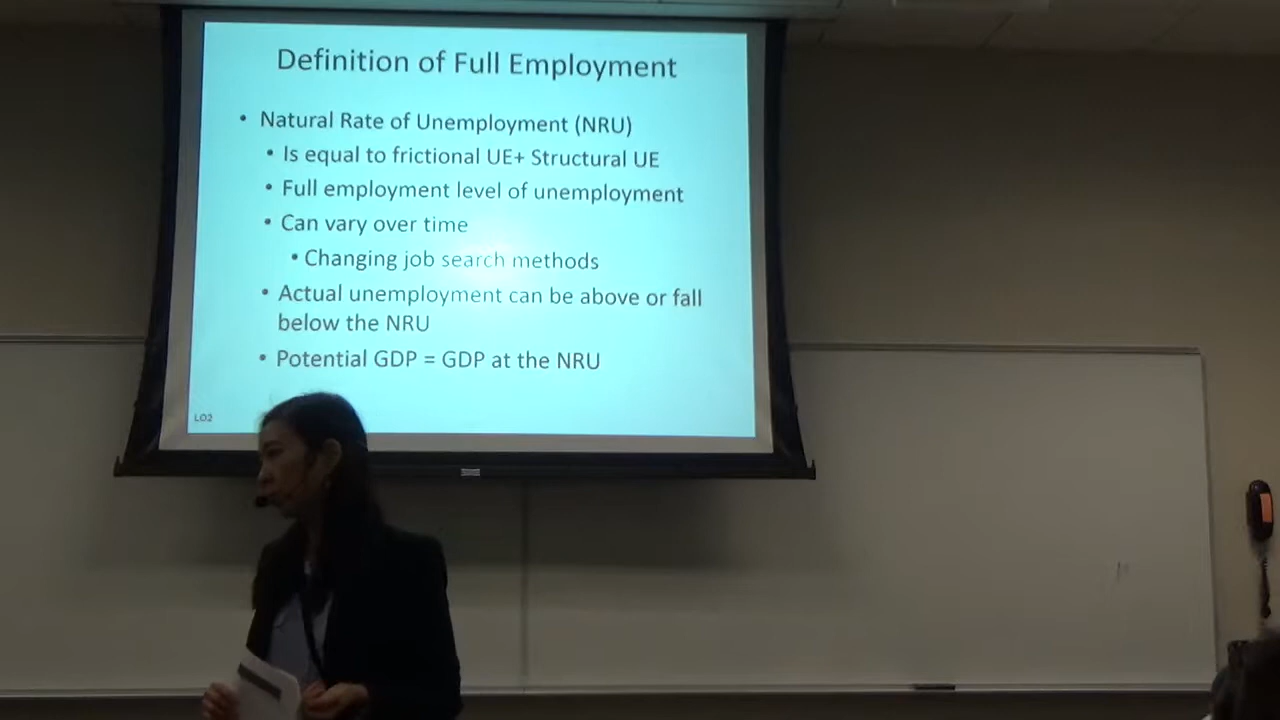 Definition of Full Employment
• Natural Rate of Unemployment (NRU)
• Is equal to frictional UE+ Structural UE
• Full employment level of unemployment
• Can vary over time
• Changing job search methods
• Actual unemployment can be above or fall
below the NRU
• Potential GDP = GDP at the NRU
LO2